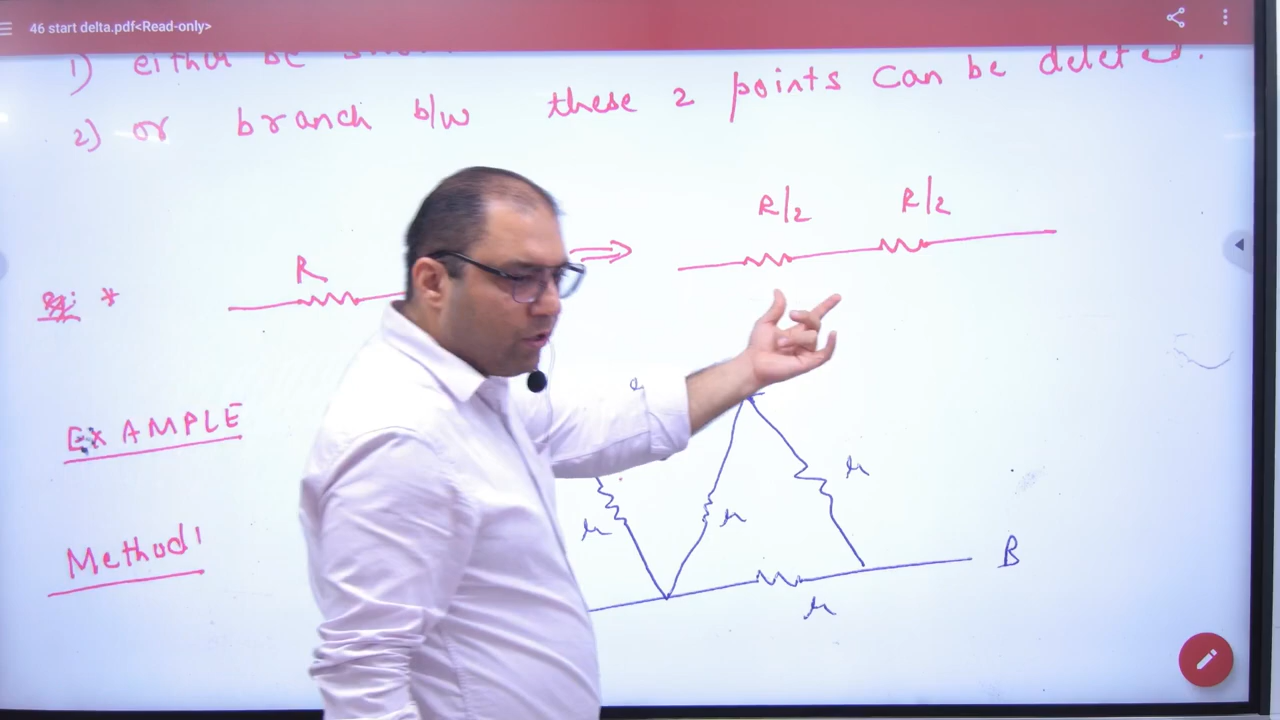 46 start delta.pdf<Read-only>
1) either be
2) or branch b/w these 2 points can be deleted.
R/2 R/2
R
*
EXAMPLE
r
r
r
Method1
B
r